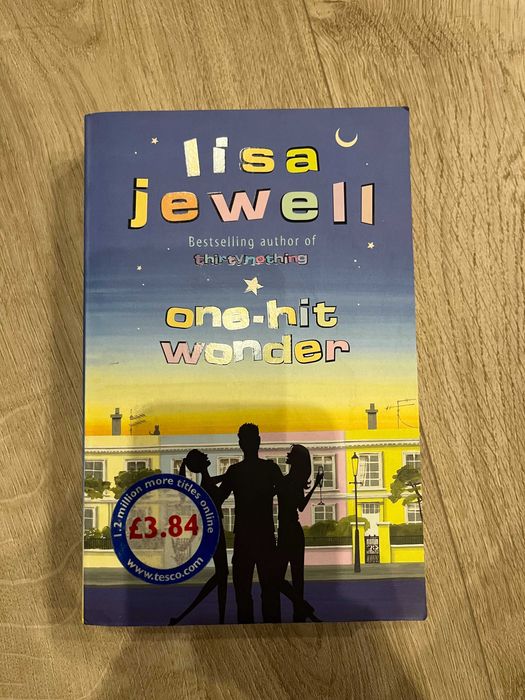 lisa
jewell
Bestselling author of
thirtynothing
one-hit
wonder
1.2 million more titles online
£3.84
www.tesco.com